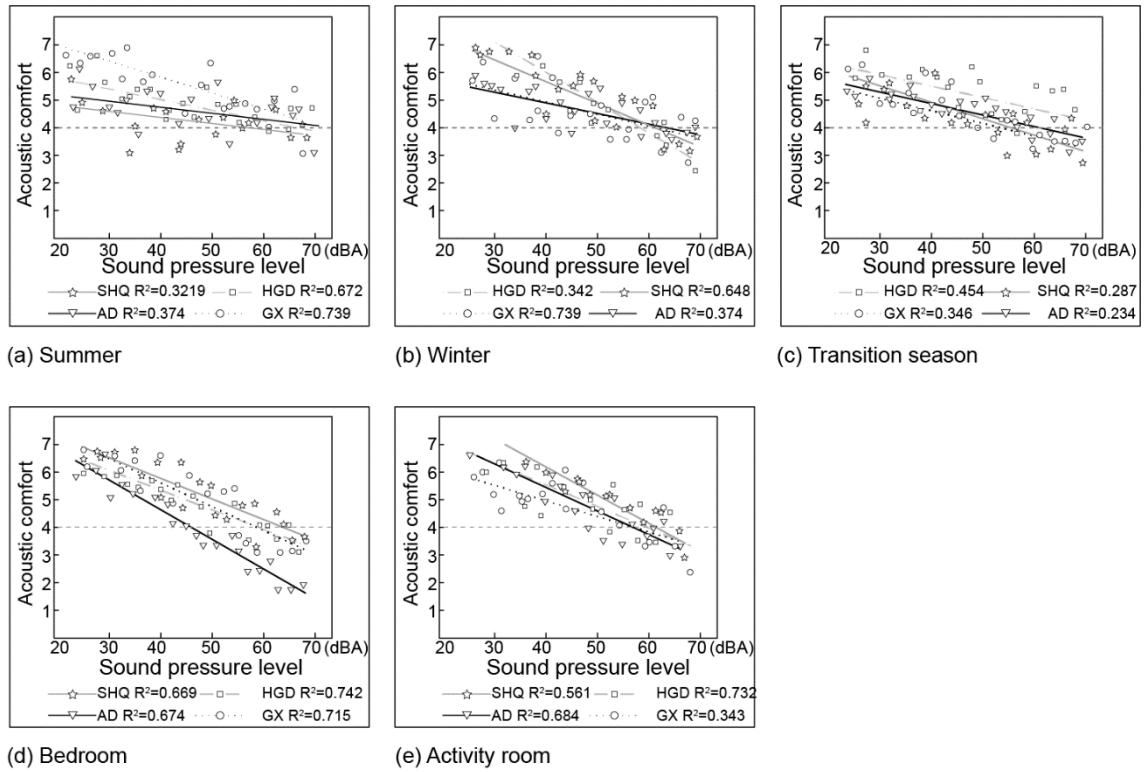 Acoustic comfort
7
6
5
4
3
2
1
20 30 40 50 60 70 (dBA)
Sound pressure level
SHQ R²=0.3219 HGD R²=0.672
AD R²=0.374 GX R²=0.739
(a) Summer
Acoustic comfort
7
6
5
4
3
2
1
20 30 40 50 60 70 (dBA)
Sound pressure level
HGD R²=0.342 SHQ R²=0.648
GX R²=0.739 AD R²=0.374
(b) Winter
Acoustic comfort
7
6
5
4
3
2
1
20 30 40 50 60 70 (dBA)
Sound pressure level
HGD R²=0.454 SHQ R²=0.287
GX R²=0.346 AD R²=0.234
(c) Transition season
Acoustic comfort
7
6
5
4
3
2
1
20 30 40 50 60 70 (dBA)
Sound pressure level
SHQ R²=0.669 HGD R²=0.742
AD R²=0.674 GX R²=0.715
(d) Bedroom
Acoustic comfort
7
6
5
4
3
2
1
20 30 40 50 60 70 (dBA)
Sound pressure level
SHQ R²=0.561 HGD R²=0.732
AD R²=0.684 GX R²=0.343
(e) Activity room